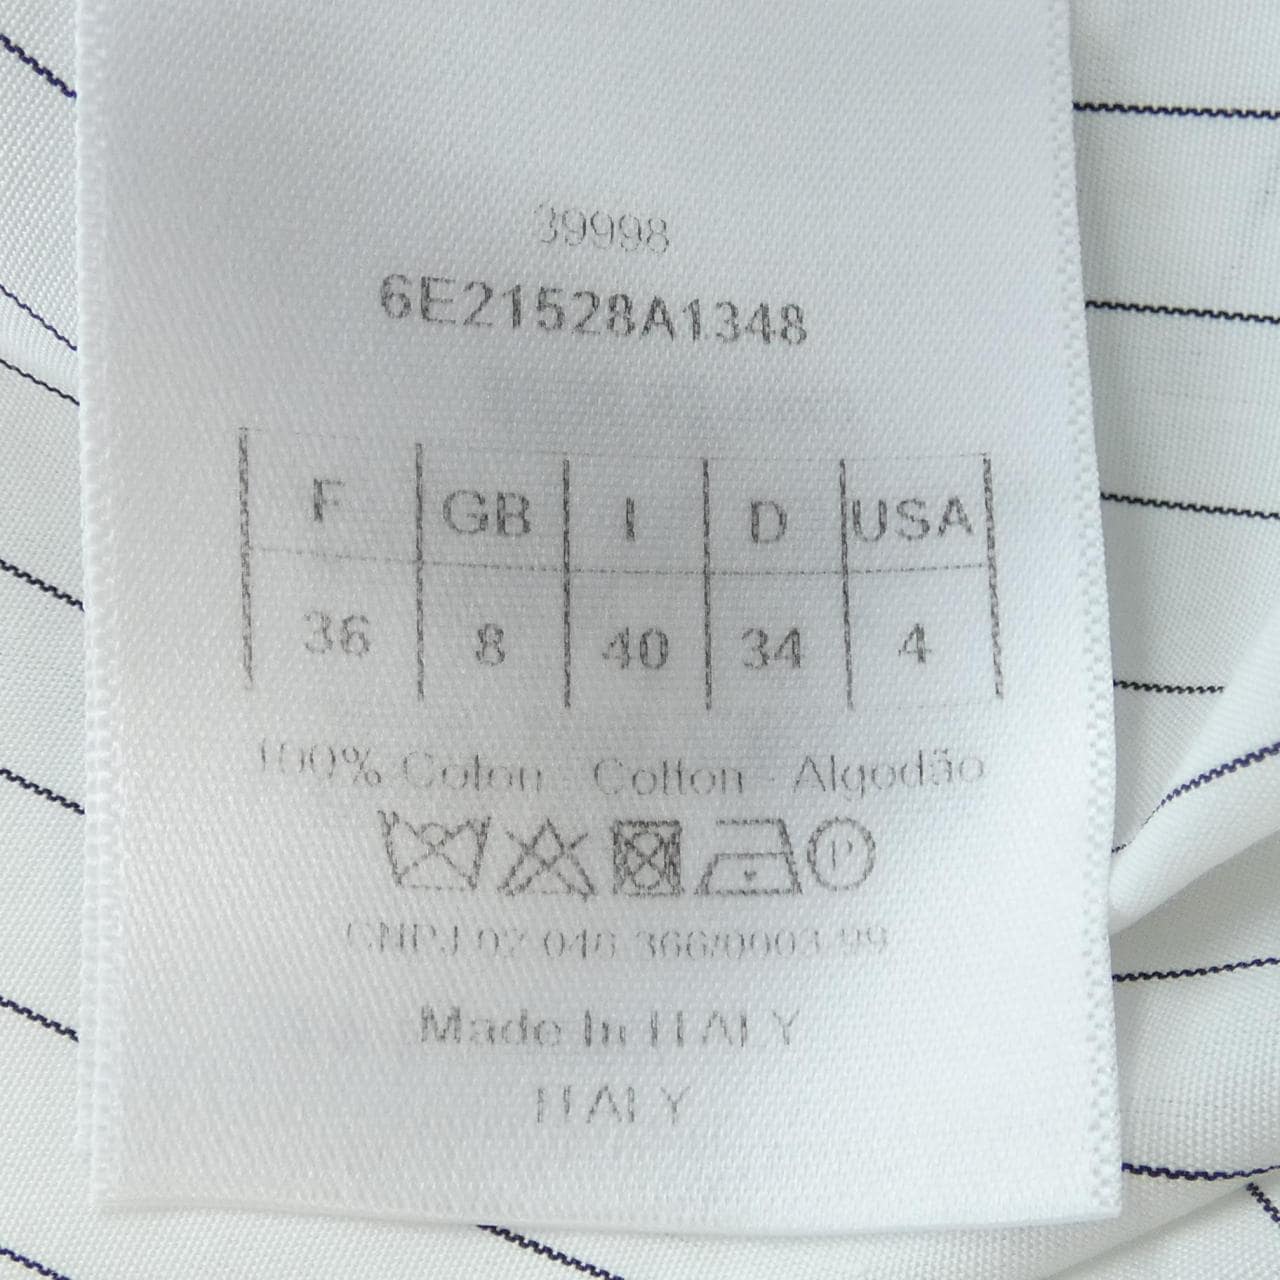 39998
6E21528A1348
F GB I D USA
36 8 40 34 4
100% Coton - Cotton - Algodão
P
CNPJ 02 046 366/0003 99
Made In ITALY
ITALY